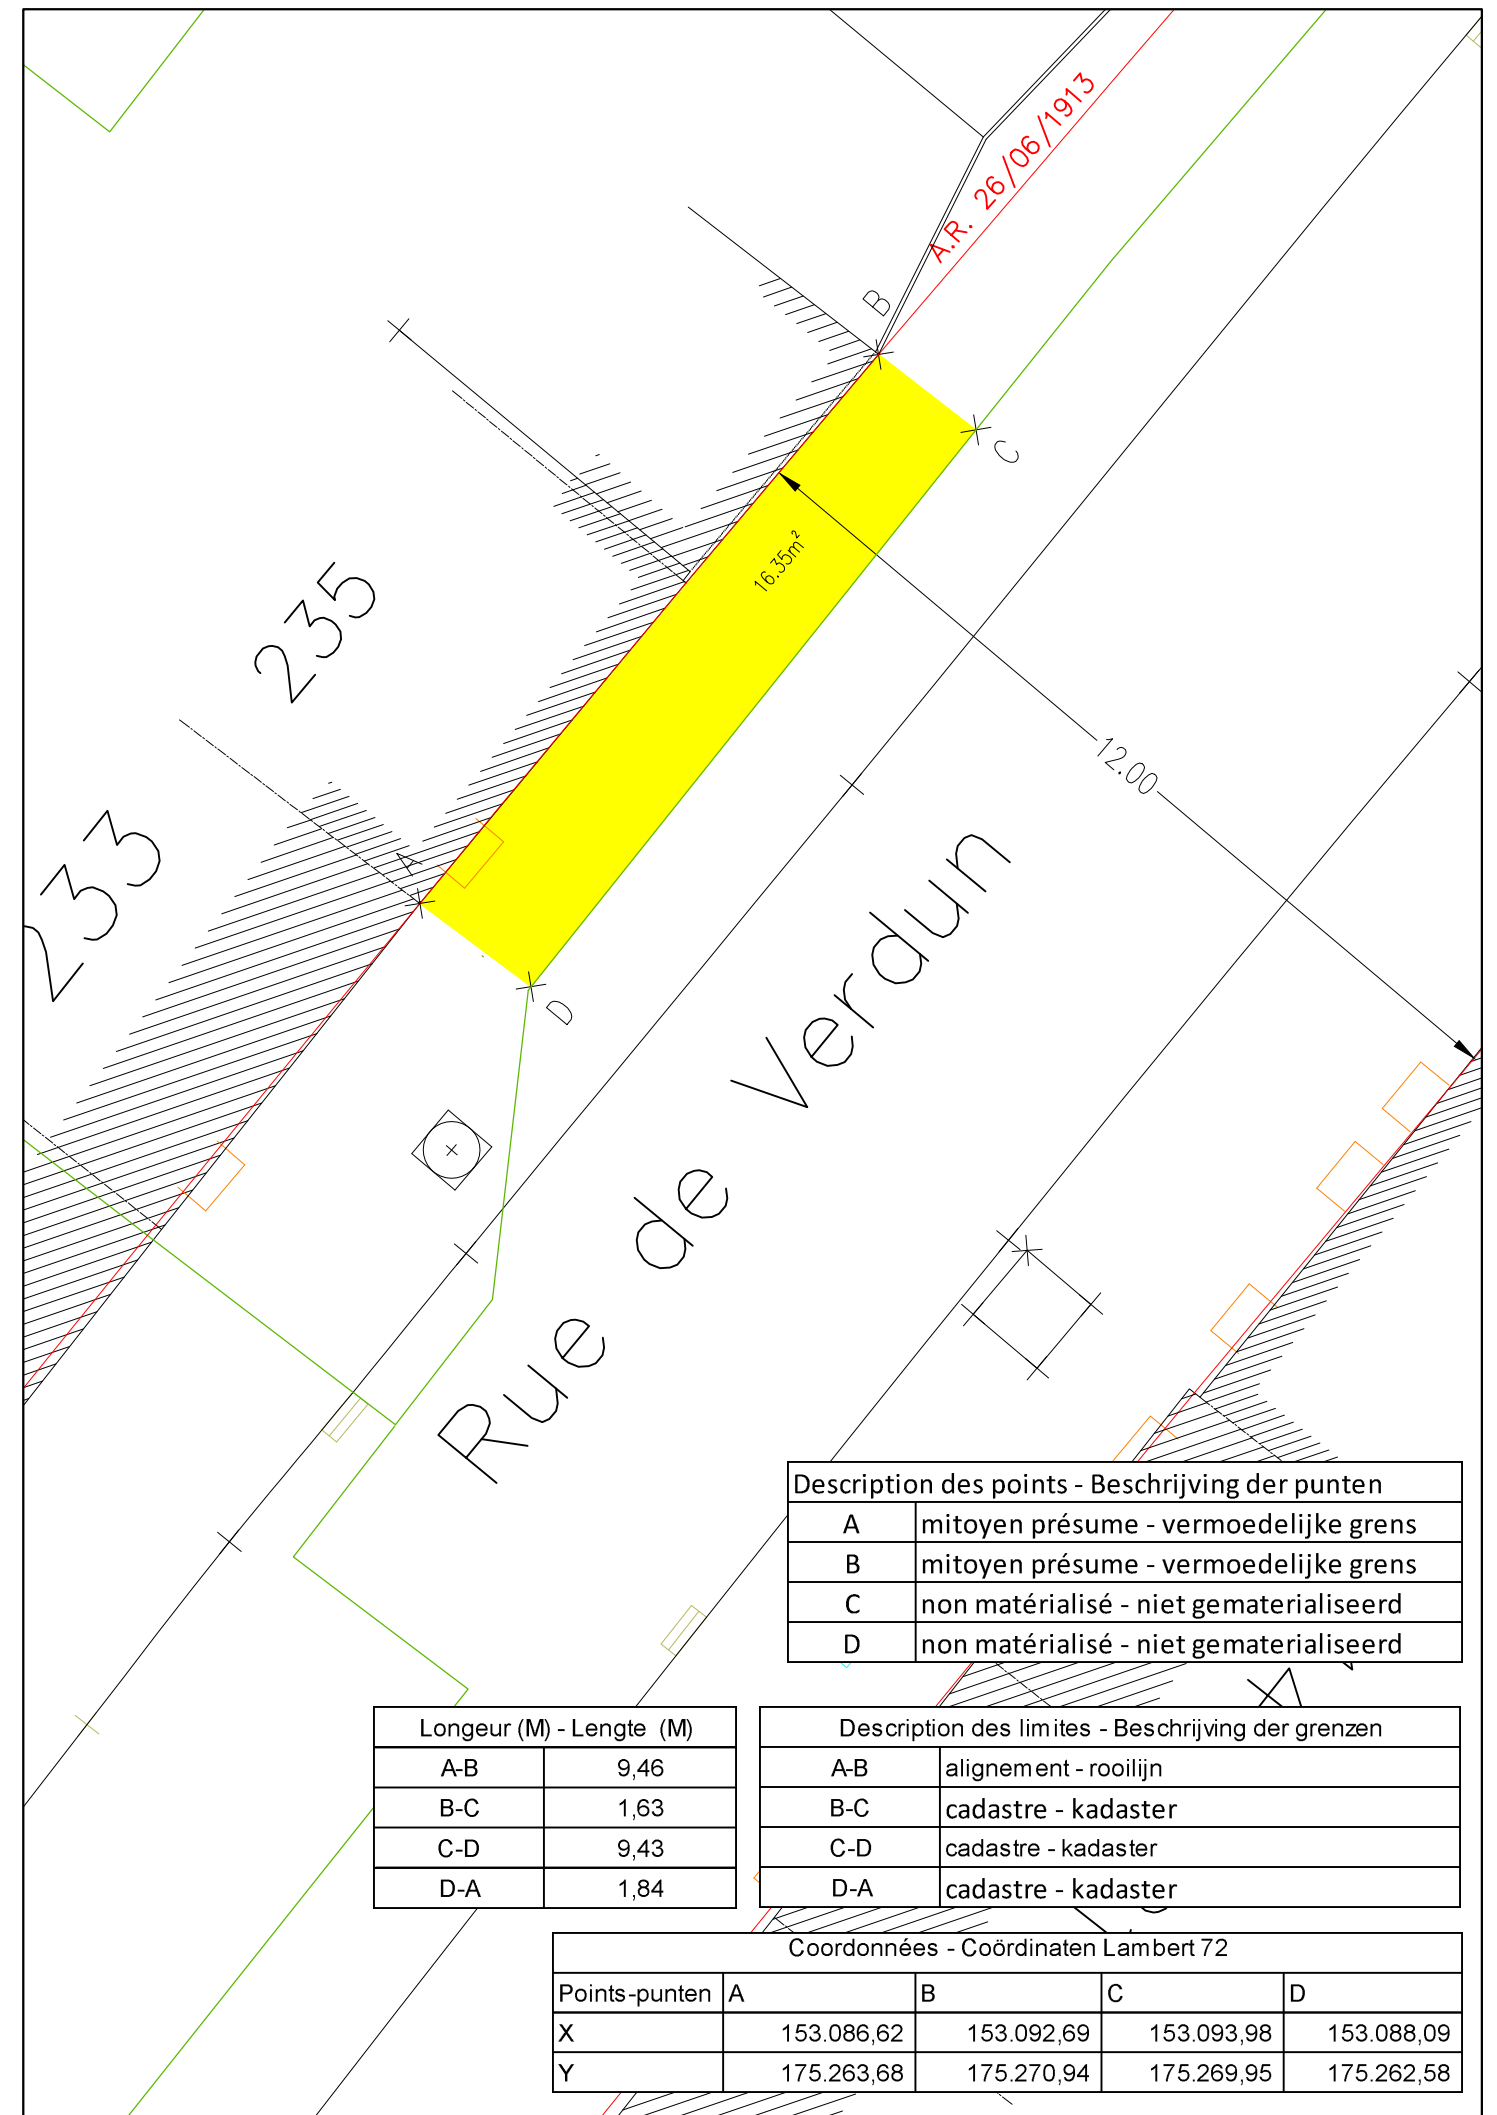 A.R. 26/06/1913
B
C
16.35m²
235
12.00
233
A
D
Rue de Verdun
Description des points - Beschrijving der punten
A mitoyen présume - vermoedelijke grens
B mitoyen présume - vermoedelijke grens
C non matérialisé - niet gematerialiseerd
D non matérialisé - niet gematerialiseerd
Longeur (M) - Lengte (M)
A-B 9,46
B-C 1,63
C-D 9,43
D-A 1,84
Description des limites - Beschrijving der grenzen
A-B alignement - rooilijn
B-C cadastre - kadaster
C-D cadastre - kadaster
D-A cadastre - kadaster
Coordonnées - Coördinaten Lambert 72
Points-punten A B C D
X 153.086,62 153.092,69 153.093,98 153.088,09
Y 175.263,68 175.270,94 175.269,95 175.262,58